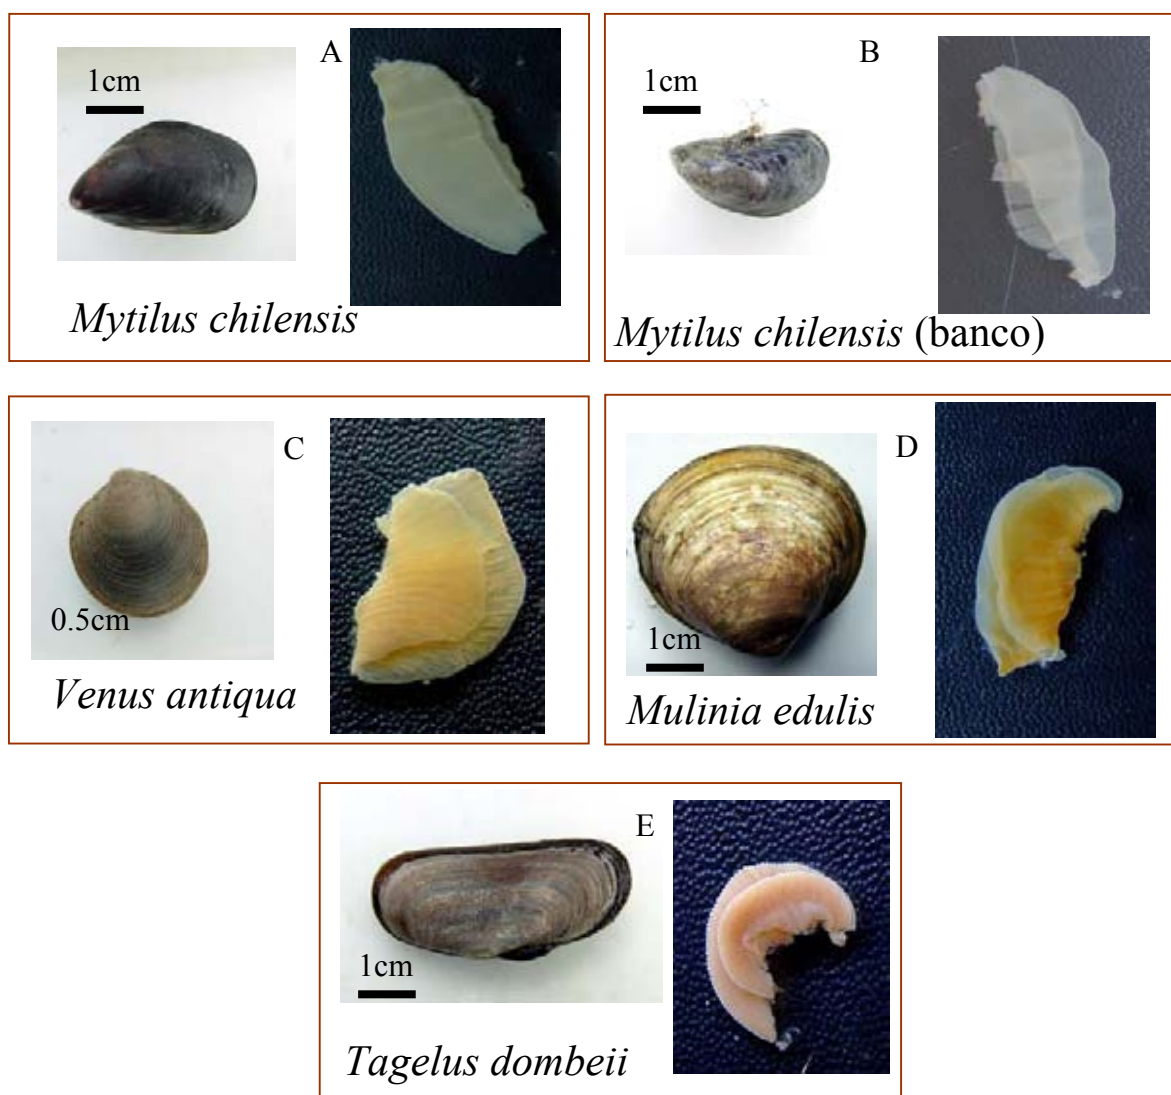 A
1cm
Mytilus chilensis
B
1cm
Mytilus chilensis (banco)
C
0.5cm
Venus antiqua
D
1cm
Mulinia edulis
E
1cm
Tagelus dombeii